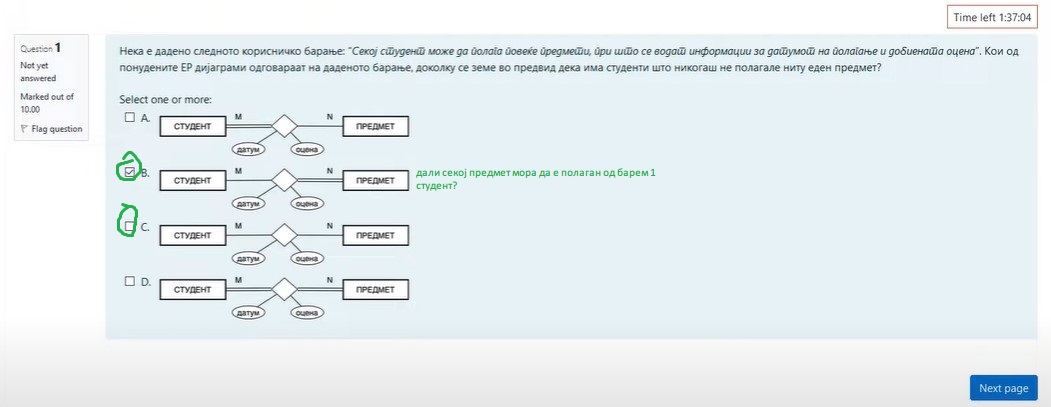 Time left 1:37:04
Question 1
Not yet
answered
Marked out of
10.00
Flag question
Нека е дадено следното корисничко барање: "Секој студент може да полага повеќе предмети, при што се водат информации за датумот на полагање и добиената оцена". Кои од
понудените ЕР дијаграми одговараат на даденото барање, доколку се земе во предвид дека има студенти што никогаш не полагале ниту еден предмет?
Select one or more:
A.
СТУДЕНТ M N ПРЕДМЕТ
датум оцена
B.
СТУДЕНТ M N ПРЕДМЕТ
датум оцена
дали секој предмет мора да е полаган од барем 1
студент?
C.
СТУДЕНТ M N ПРЕДМЕТ
датум оцена
D.
СТУДЕНТ M N ПРЕДМЕТ
датум оцена
Next page